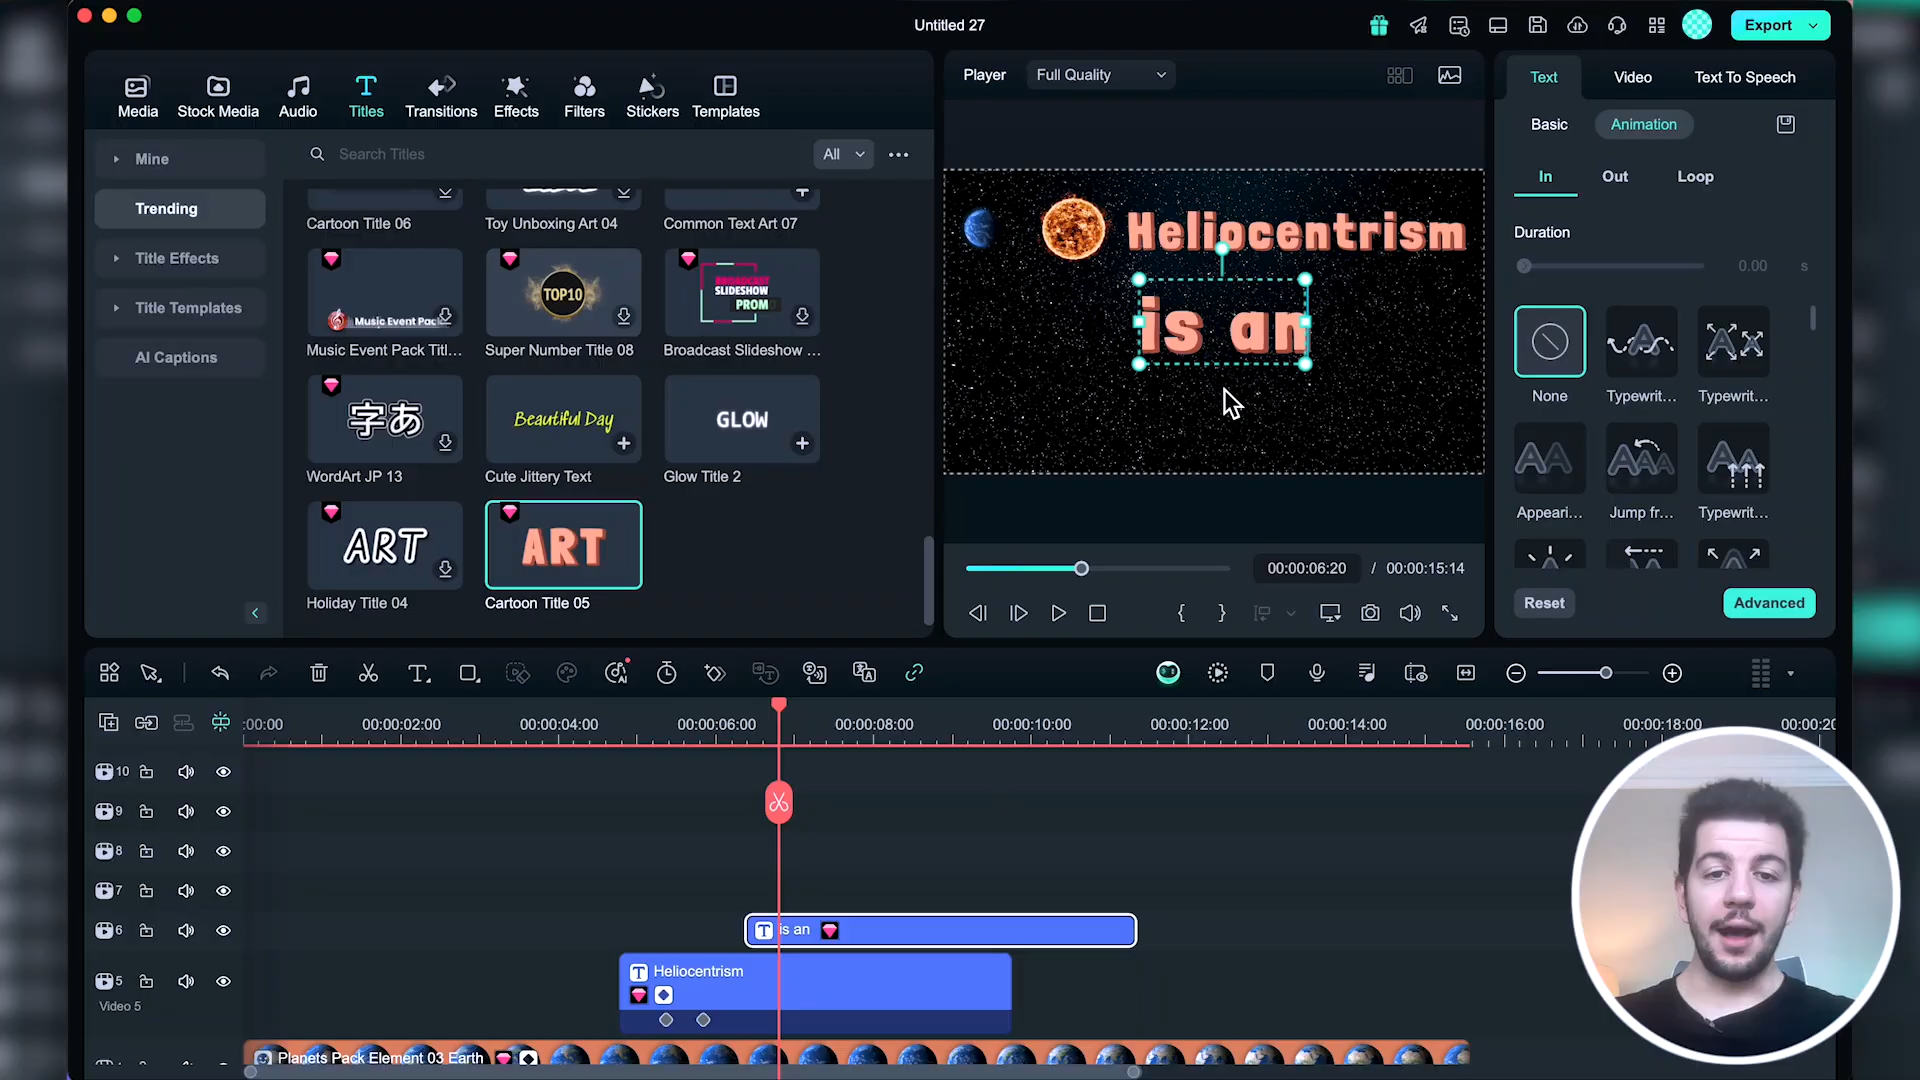 Untitled 27
Export
Media
Stock Media
Audio
Titles
Transitions
Effects
Filters
Stickers
Templates
Mine
Trending
Title Effects
Title Templates
AI Captions
Search Titles
All
Cartoon Title 06
Toy Unboxing Art 04
Common Text Art 07
Music Event Pack
TOP10
BROADCAST
SLIDESHOW
PROMO
Music Event Pack Titl...
Super Number Title 08
Broadcast Slideshow ...
字あ
Beautiful Day
GLOW
WordArt JP 13
Cute Jittery Text
Glow Title 2
ART
ART
Holiday Title 04
Cartoon Title 05
Player
Full Quality
Heliocentrism
is an
00:00:06:20 / 00:00:15:14
Text
Video
Text To Speech
Basic
Animation
In
Out
Loop
Duration
0.00 s
None
Typewrit...
Typewrit...
Appeari...
Jump fr...
Typewrit...
Reset
Advanced
:00:00
00:00:02:00
00:00:04:00
00:00:06:00
00:00:08:00
00:00:10:00
00:00:12:00
00:00:14:00
00:00:16:00
00:00:18:00
00:00:20
10
9
8
7
6
is an
5
Heliocentrism
Video 5
Planets Pack Element 03 Earth